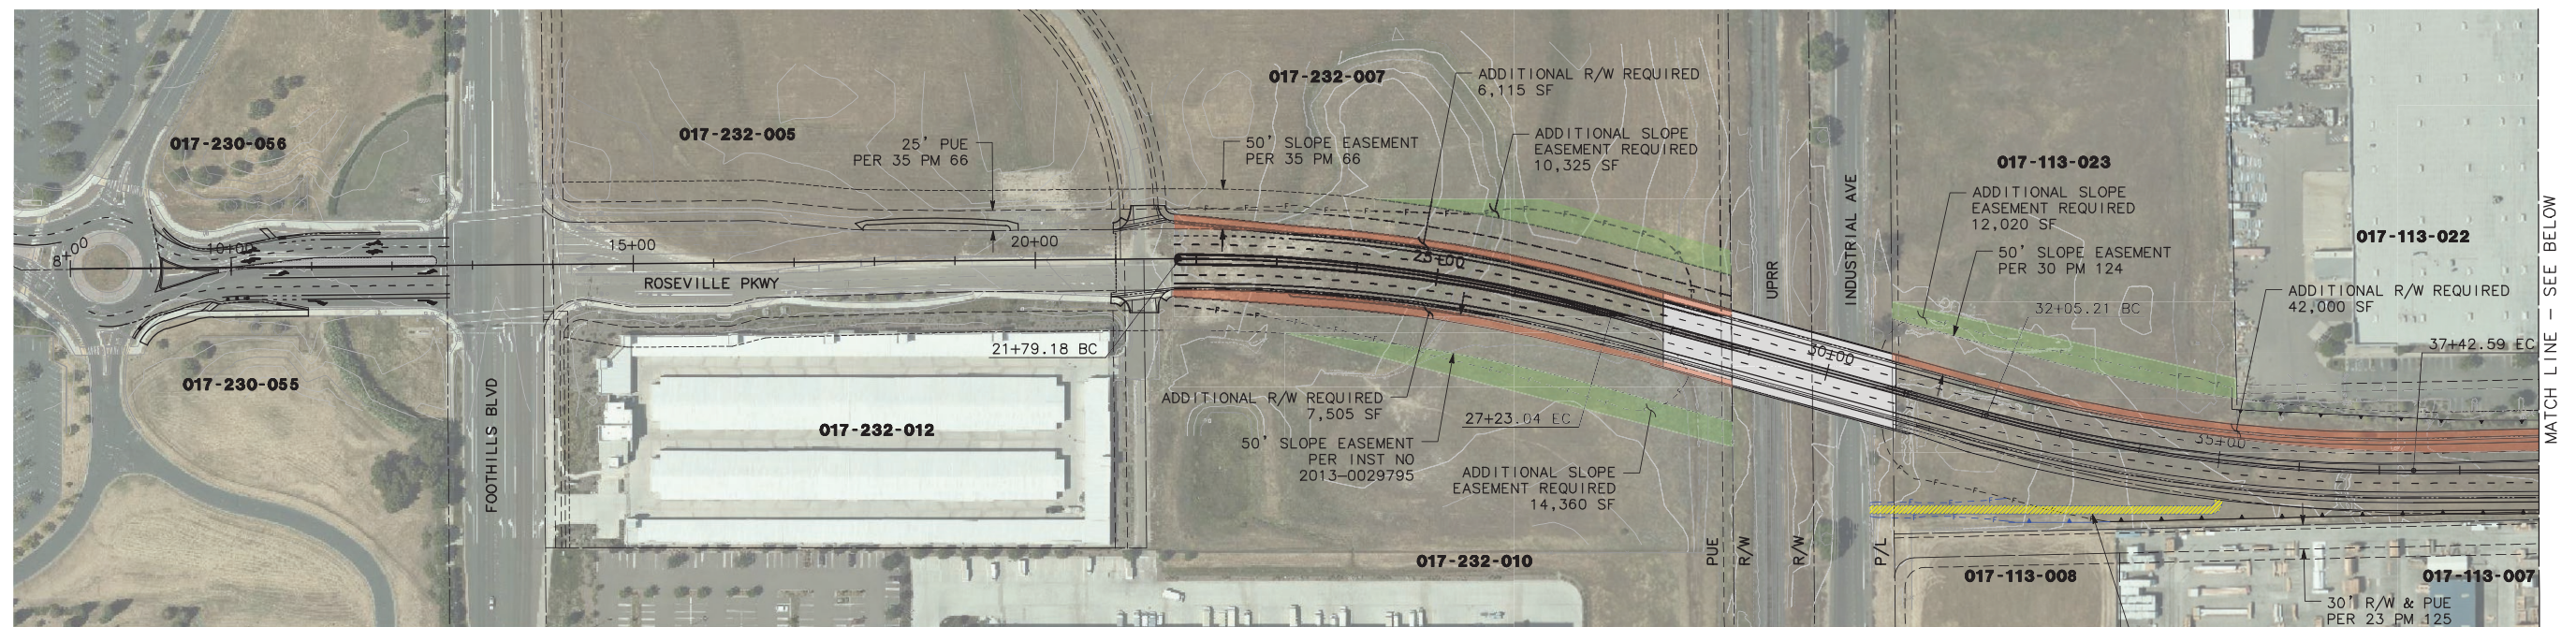 017-230-056
017-232-005
25' PUE
PER 35 PM 66
017-232-007
50' SLOPE EASEMENT
PER 35 PM 66
ADDITIONAL R/W REQUIRED
6,115 SF
ADDITIONAL SLOPE
EASEMENT REQUIRED
10,325 SF
017-113-023
ADDITIONAL SLOPE
EASEMENT REQUIRED
12,020 SF
50' SLOPE EASEMENT
PER 30 PM 124
017-113-022
ADDITIONAL R/W REQUIRED
42,000 SF
32+05.21 BC
37+42.59 EC
MATCH LINE - SEE BELOW
8+00
10+00
15+00
20+00
25+00
30+00
35+00
ROSEVILLE PKWY
UPRR
INDUSTRIAL AVE
21+79.18 BC
017-230-055
FOOTHILLS BLVD
017-232-012
ADDITIONAL R/W REQUIRED
7,505 SF
27+23.04 EC
50' SLOPE EASEMENT
PER INST NO
2013-0029795
ADDITIONAL SLOPE
EASEMENT REQUIRED
14,360 SF
017-232-010
PUE
R/W
R/W
P/L
017-113-008
017-113-007
30' R/W & PUE
PER 23 PM 125